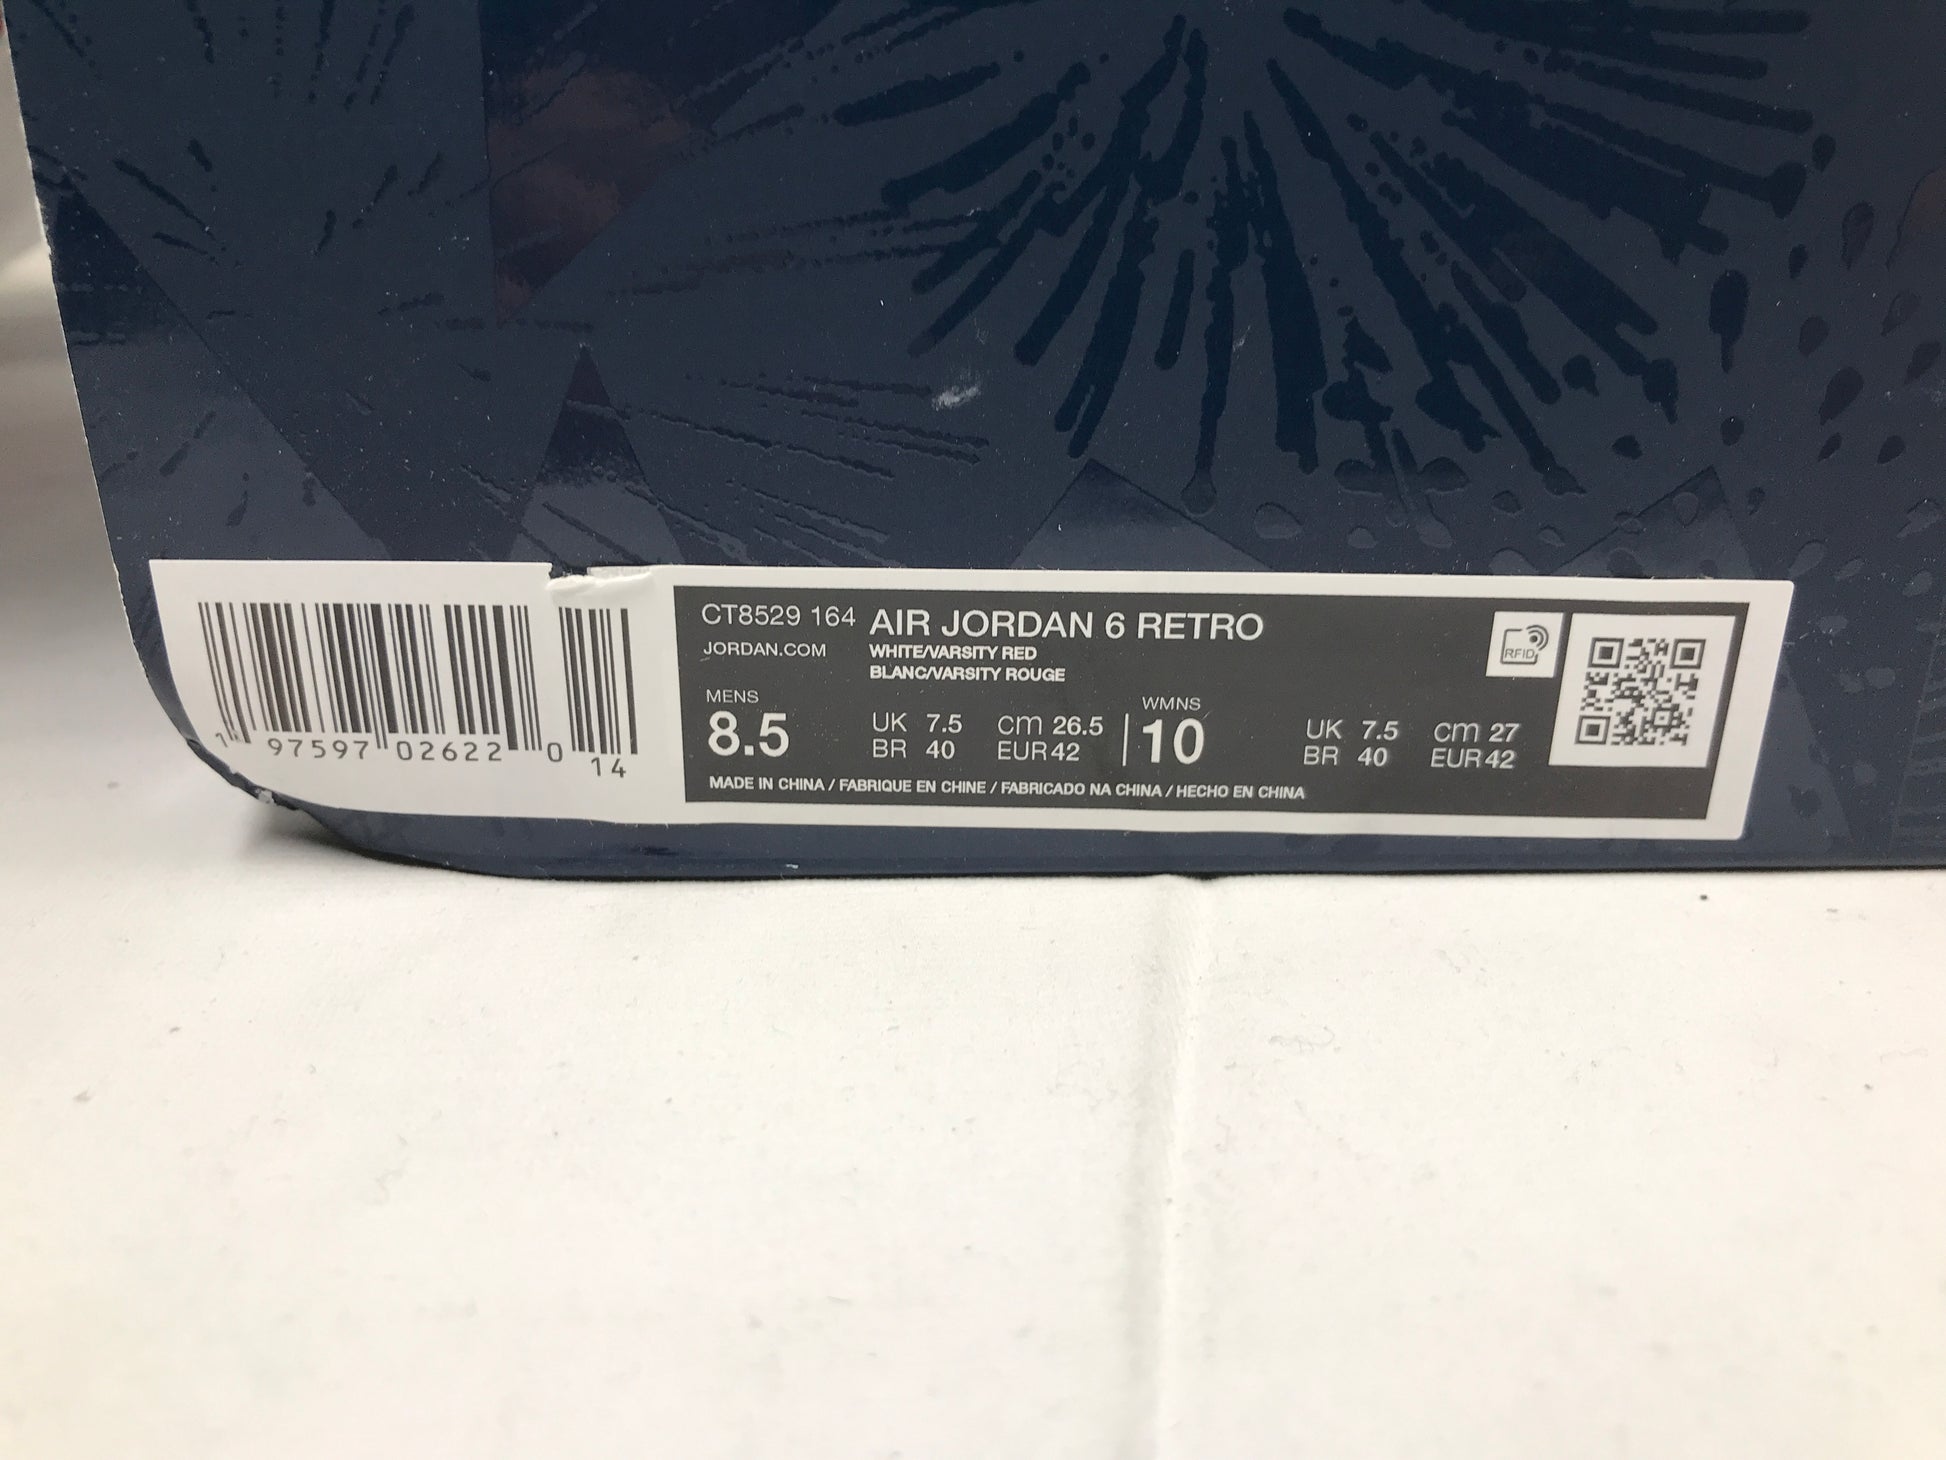 1 97597 02622 0 14
CT8529 164 AIR JORDAN 6 RETRO
JORDAN.COM WHITE/VARSITY RED
BLANC/VARSITY ROUGE
RFID
MENS WMNS
8.5 UK 7.5 cm 26.5 10 UK 7.5 cm 27
BR 40 EUR 42 BR 40 EUR 42
MADE IN CHINA / FABRIQUE EN CHINE / FABRICADO NA CHINA / HECHO EN CHINA